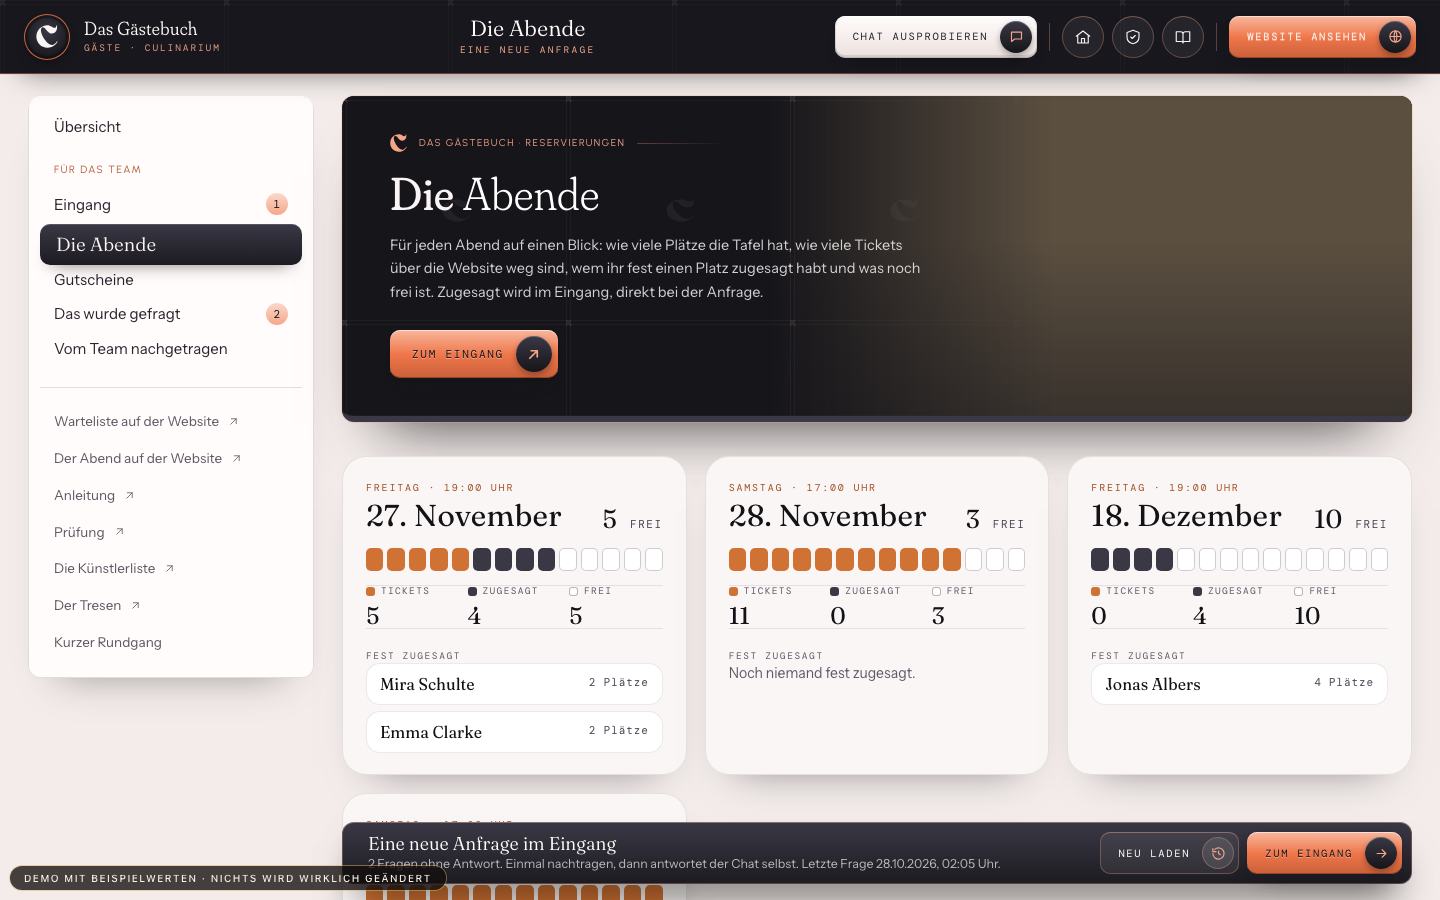 Das Gästebuch
GÄSTE · CULINARIUM
Die Abende
EINE NEUE ANFRAGE
CHAT AUSPROBIEREN
WEBSITE ANSEHEN
Übersicht
FÜR DAS TEAM
Eingang 1
Die Abende
Gutscheine
Das wurde gefragt 2
Vom Team nachgetragen
Warteliste auf der Website
Der Abend auf der Website
Anleitung
Prüfung
Die Künstlerliste
Der Tresen
Kurzer Rundgang
DAS GÄSTEBUCH · RESERVIERUNGEN
Die Abende
Für jeden Abend auf einen Blick: wie viele Plätze die Tafel hat, wie viele Tickets
über die Website weg sind, wem ihr fest einen Platz zugesagt habt und was noch
frei ist. Zugesagt wird im Eingang, direkt bei der Anfrage.
ZUM EINGANG
FREITAG · 19:00 UHR
27. November 5 FREI
TICKETS ZUGESAGT FREI
5 4 5
FEST ZUGESAGT
Mira Schulte 2 Plätze
Emma Clarke 2 Plätze
SAMSTAG · 17:00 UHR
28. November 3 FREI
TICKETS ZUGESAGT FREI
11 0 3
FEST ZUGESAGT
Noch niemand fest zugesagt.
FREITAG · 19:00 UHR
18. Dezember 10 FREI
TICKETS ZUGESAGT FREI
0 4 10
FEST ZUGESAGT
Jonas Albers 4 Plätze
Eine neue Anfrage im Eingang
2 Fragen ohne Antwort. Einmal nachtragen, dann antwortet der Chat selbst. Letzte Frage 28.10.2026, 02:05 Uhr.
NEU LADEN
ZUM EINGANG
DEMO MIT BEISPIELWERTEN · NICHTS WIRD WIRKLICH GEÄNDERT